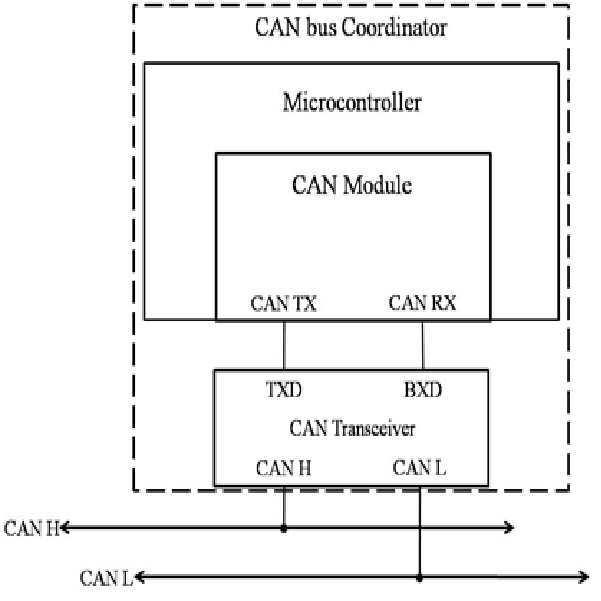 CAN bus Coordinator
Microcontroller
CAN Module
CAN TX
CAN RX
TXD
BXD
CAN Transceiver
CAN H
CAN L
CAN H
CAN L